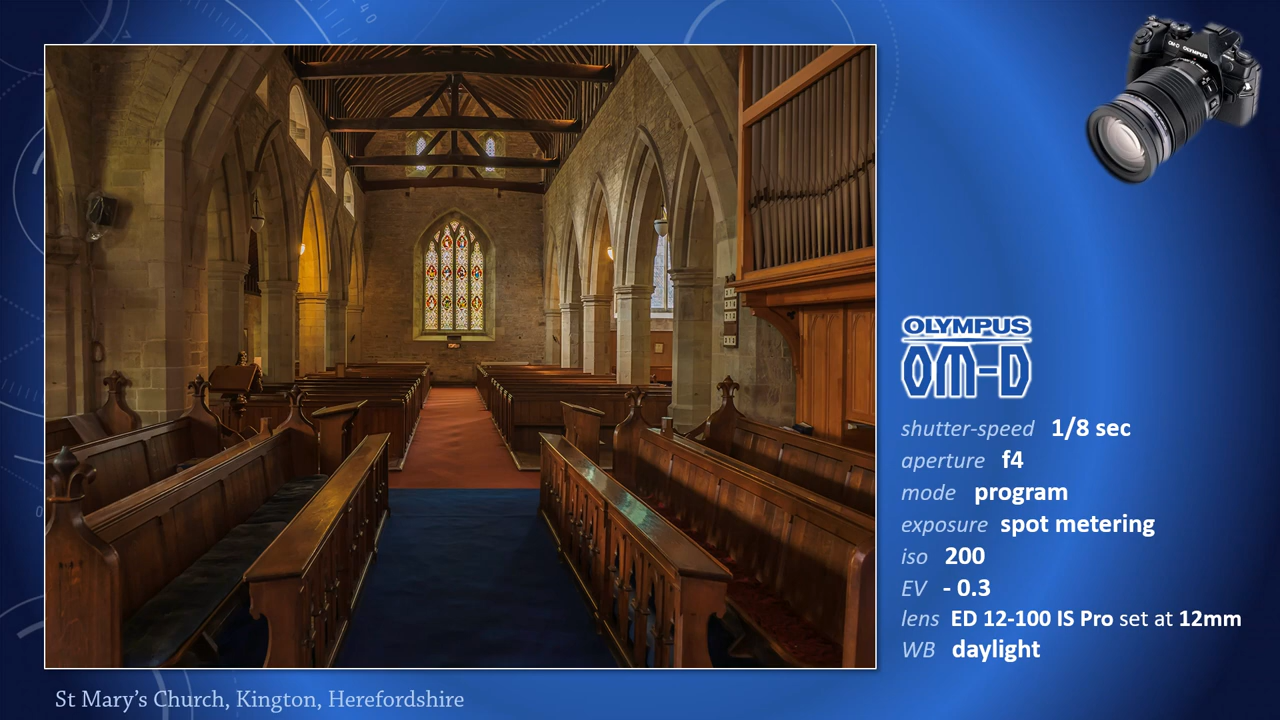 OLYMPUS
OM-D
shutter-speed 1/8 sec
aperture f4
mode program
exposure spot metering
iso 200
EV - 0.3
lens ED 12-100 IS Pro set at 12mm
WB daylight
St Mary's Church, Kington, Herefordshire